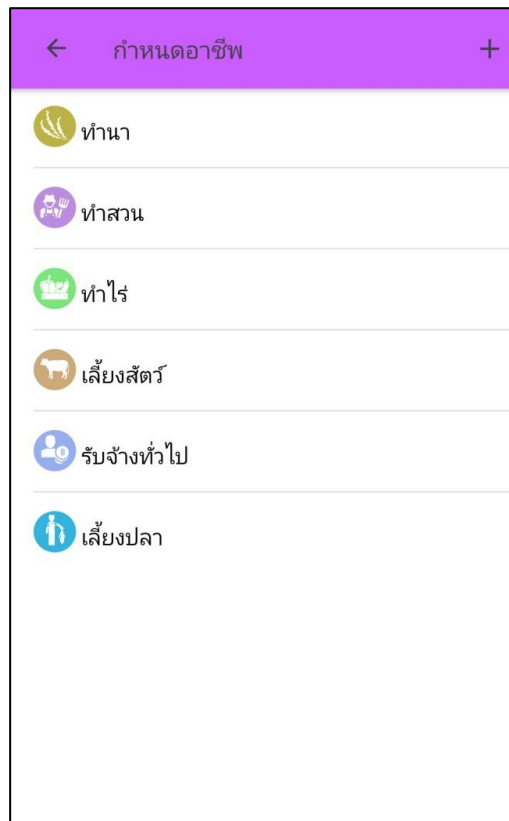 กำหนดอาชีพ
ทำนา
ทำสวน
ทำไร่
เลี้ยงสัตว์
รับจ้างทั่วไป
เลี้ยงปลา